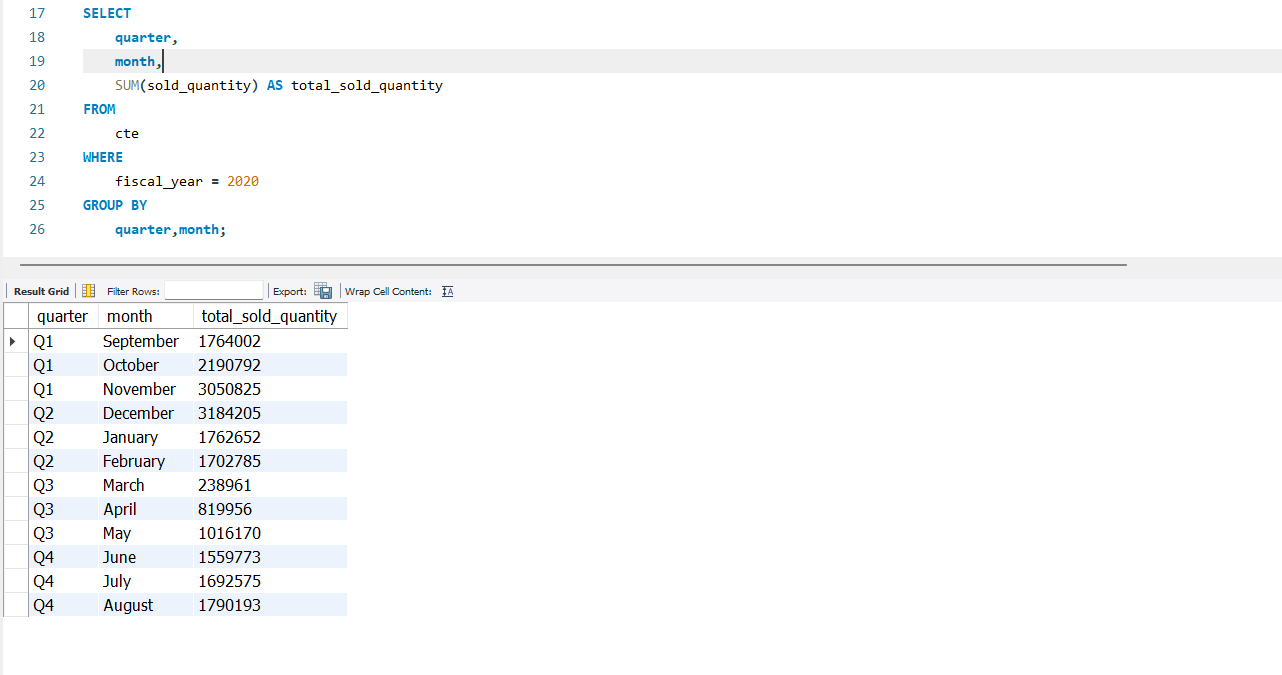 17 SELECT
18 quarter,
19 month,
20 SUM(sold_quantity) AS total_sold_quantity
21 FROM
22 cte
23 WHERE
24 fiscal_year = 2020
25 GROUP BY
26 quarter,month;
Result Grid Filter Rows: Export: Wrap Cell Content: IA
quarter month total_sold_quantity
Q1 September 1764002
Q1 October 2190792
Q1 November 3050825
Q2 December 3184205
Q2 January 1762652
Q2 February 1702785
Q3 March 238961
Q3 April 819956
Q3 May 1016170
Q4 June 1559773
Q4 July 1692575
Q4 August 1790193